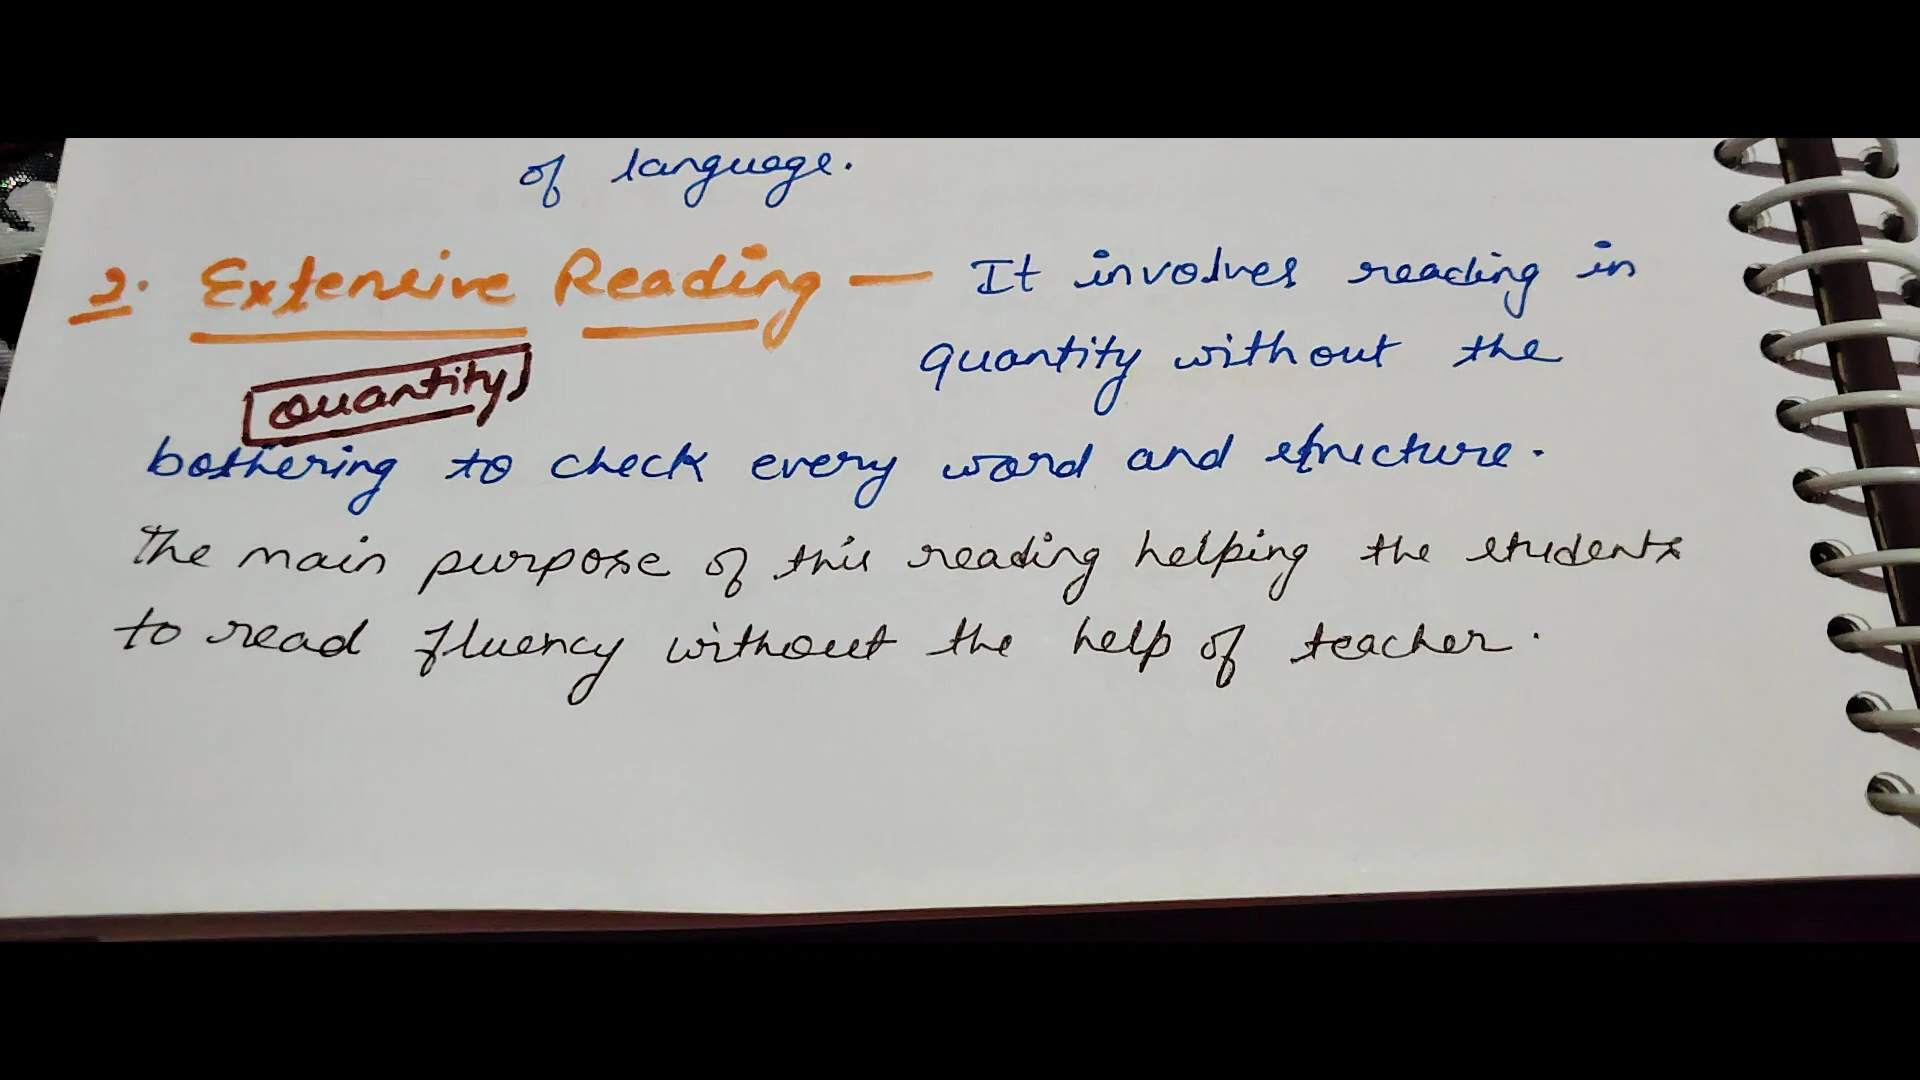 of language.
2. Extensive Reading — It involves reading in
quantity without the
Quantity
bothering to check every word and structure.
The main purpose of this reading helping the students
to read fluency without the help of teacher.